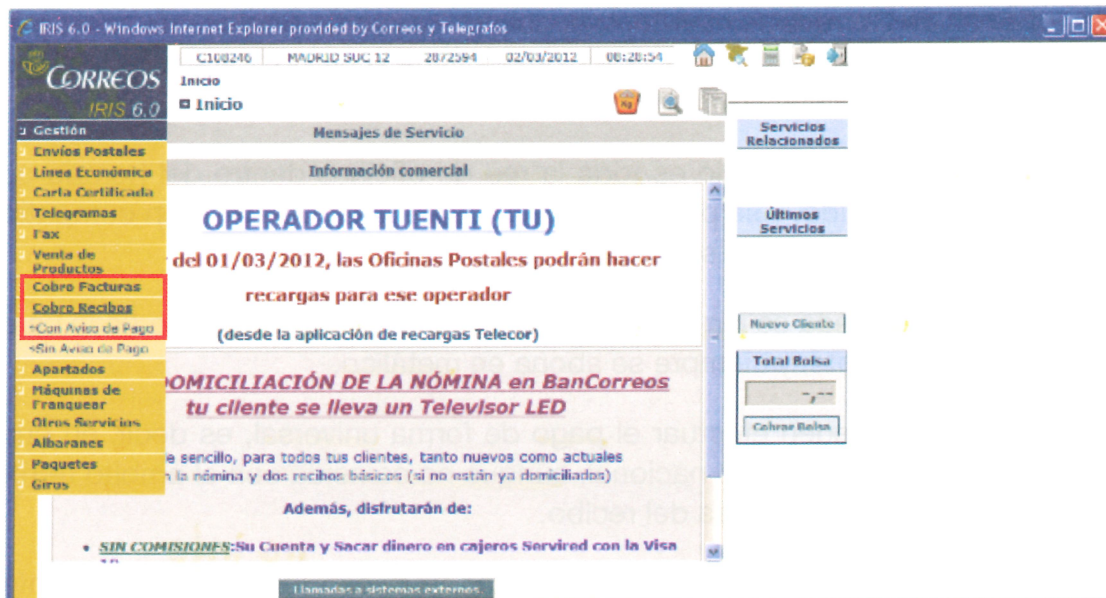 IRIS 6.0 - Windows Internet Explorer provided by Correos y Telegrafos
CORREOS
IRIS 6.0
C108246 MADRID SUC 12 2872594 02/03/2012 08:28:54
Inicio
Inicio
Mensajes de Servicio
Información comercial
Gestión
Envíos Postales
Línea Económica
Carta Certificada
Telegramas
Fax
Venta de
Productos
Cobro Facturas
Cobro Recibos
Con Aviso de Pago
Sin Aviso de Pago
Apartados
Máquinas de
Franquear
Otros Servicios
Albaranes
Paquetes
Giros
OPERADOR TUENTI (TU)
del 01/03/2012, las Oficinas Postales podrán hacer
recargas para ese operador
(desde la aplicación de recargas Telecor)
DOMICILIACIÓN DE LA NÓMINA en BanCorreos
tu cliente se lleva un Televisor LED
e sencillo, para todos tus clientes, tanto nuevos como actuales
la nómina y dos recibos básicos (si no están ya domiciliados)
Además, disfrutarán de:
SIN COMISIONES:Su Cuenta y Sacar dinero en cajeros Servired con la Visa
Llamadas a sistemas externos
Servicios
Relacionados
Últimos
Servicios
Nuevo Cliente
Total Bolsa
-,--
Cobrar Bolsa